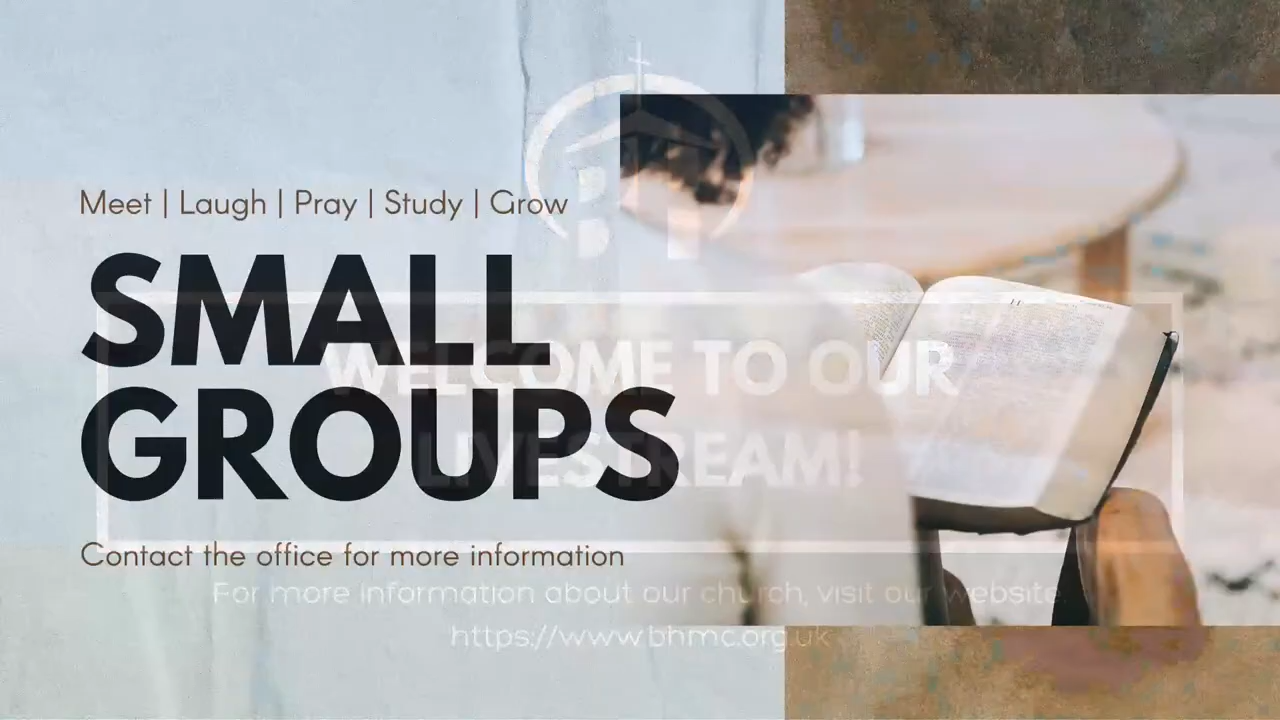 Meet | Laugh | Pray | Study | Grow
SMALL
GROUPS
WELCOME TO OUR
LIVESTREAM!
Contact the office for more information
For more information about our church, visit our website.
https://www.bhmc.org.uk